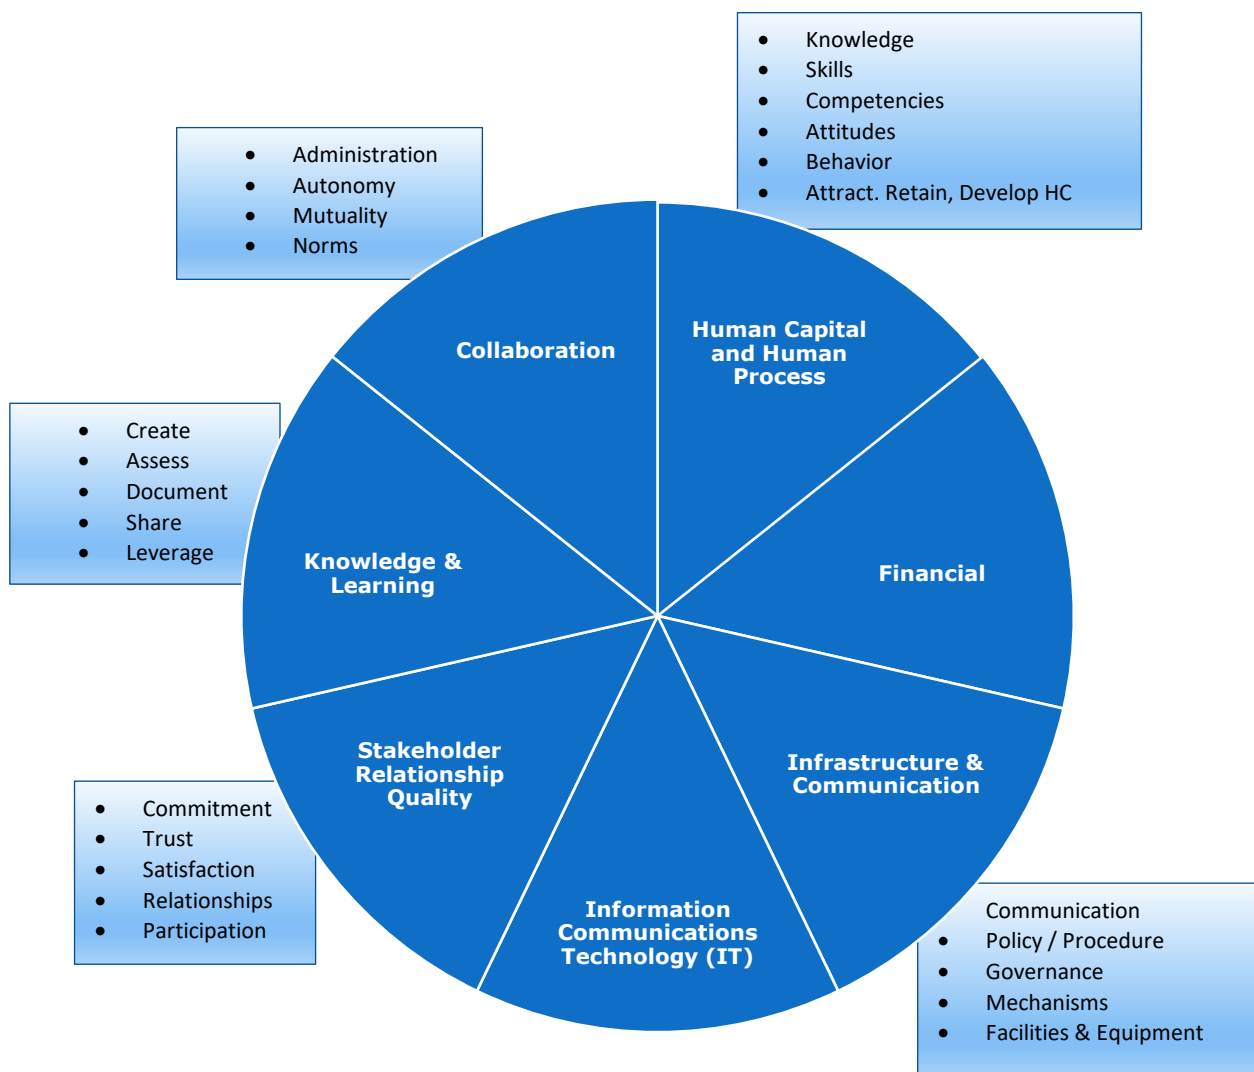 • Knowledge
• Skills
• Competencies
• Attitudes
• Behavior
• Attract. Retain, Develop HC
• Administration
• Autonomy
• Mutuality
• Norms
Human Capital
and Human
Process
Collaboration
• Create
• Assess
• Document
• Share
• Leverage
Knowledge &
Learning
Financial
Stakeholder
Relationship
Quality
Infrastructure &
Communication
• Commitment
• Trust
• Satisfaction
• Relationships
• Participation
Information
Communications
Technology (IT)
Communication
• Policy / Procedure
• Governance
• Mechanisms
• Facilities & Equipment